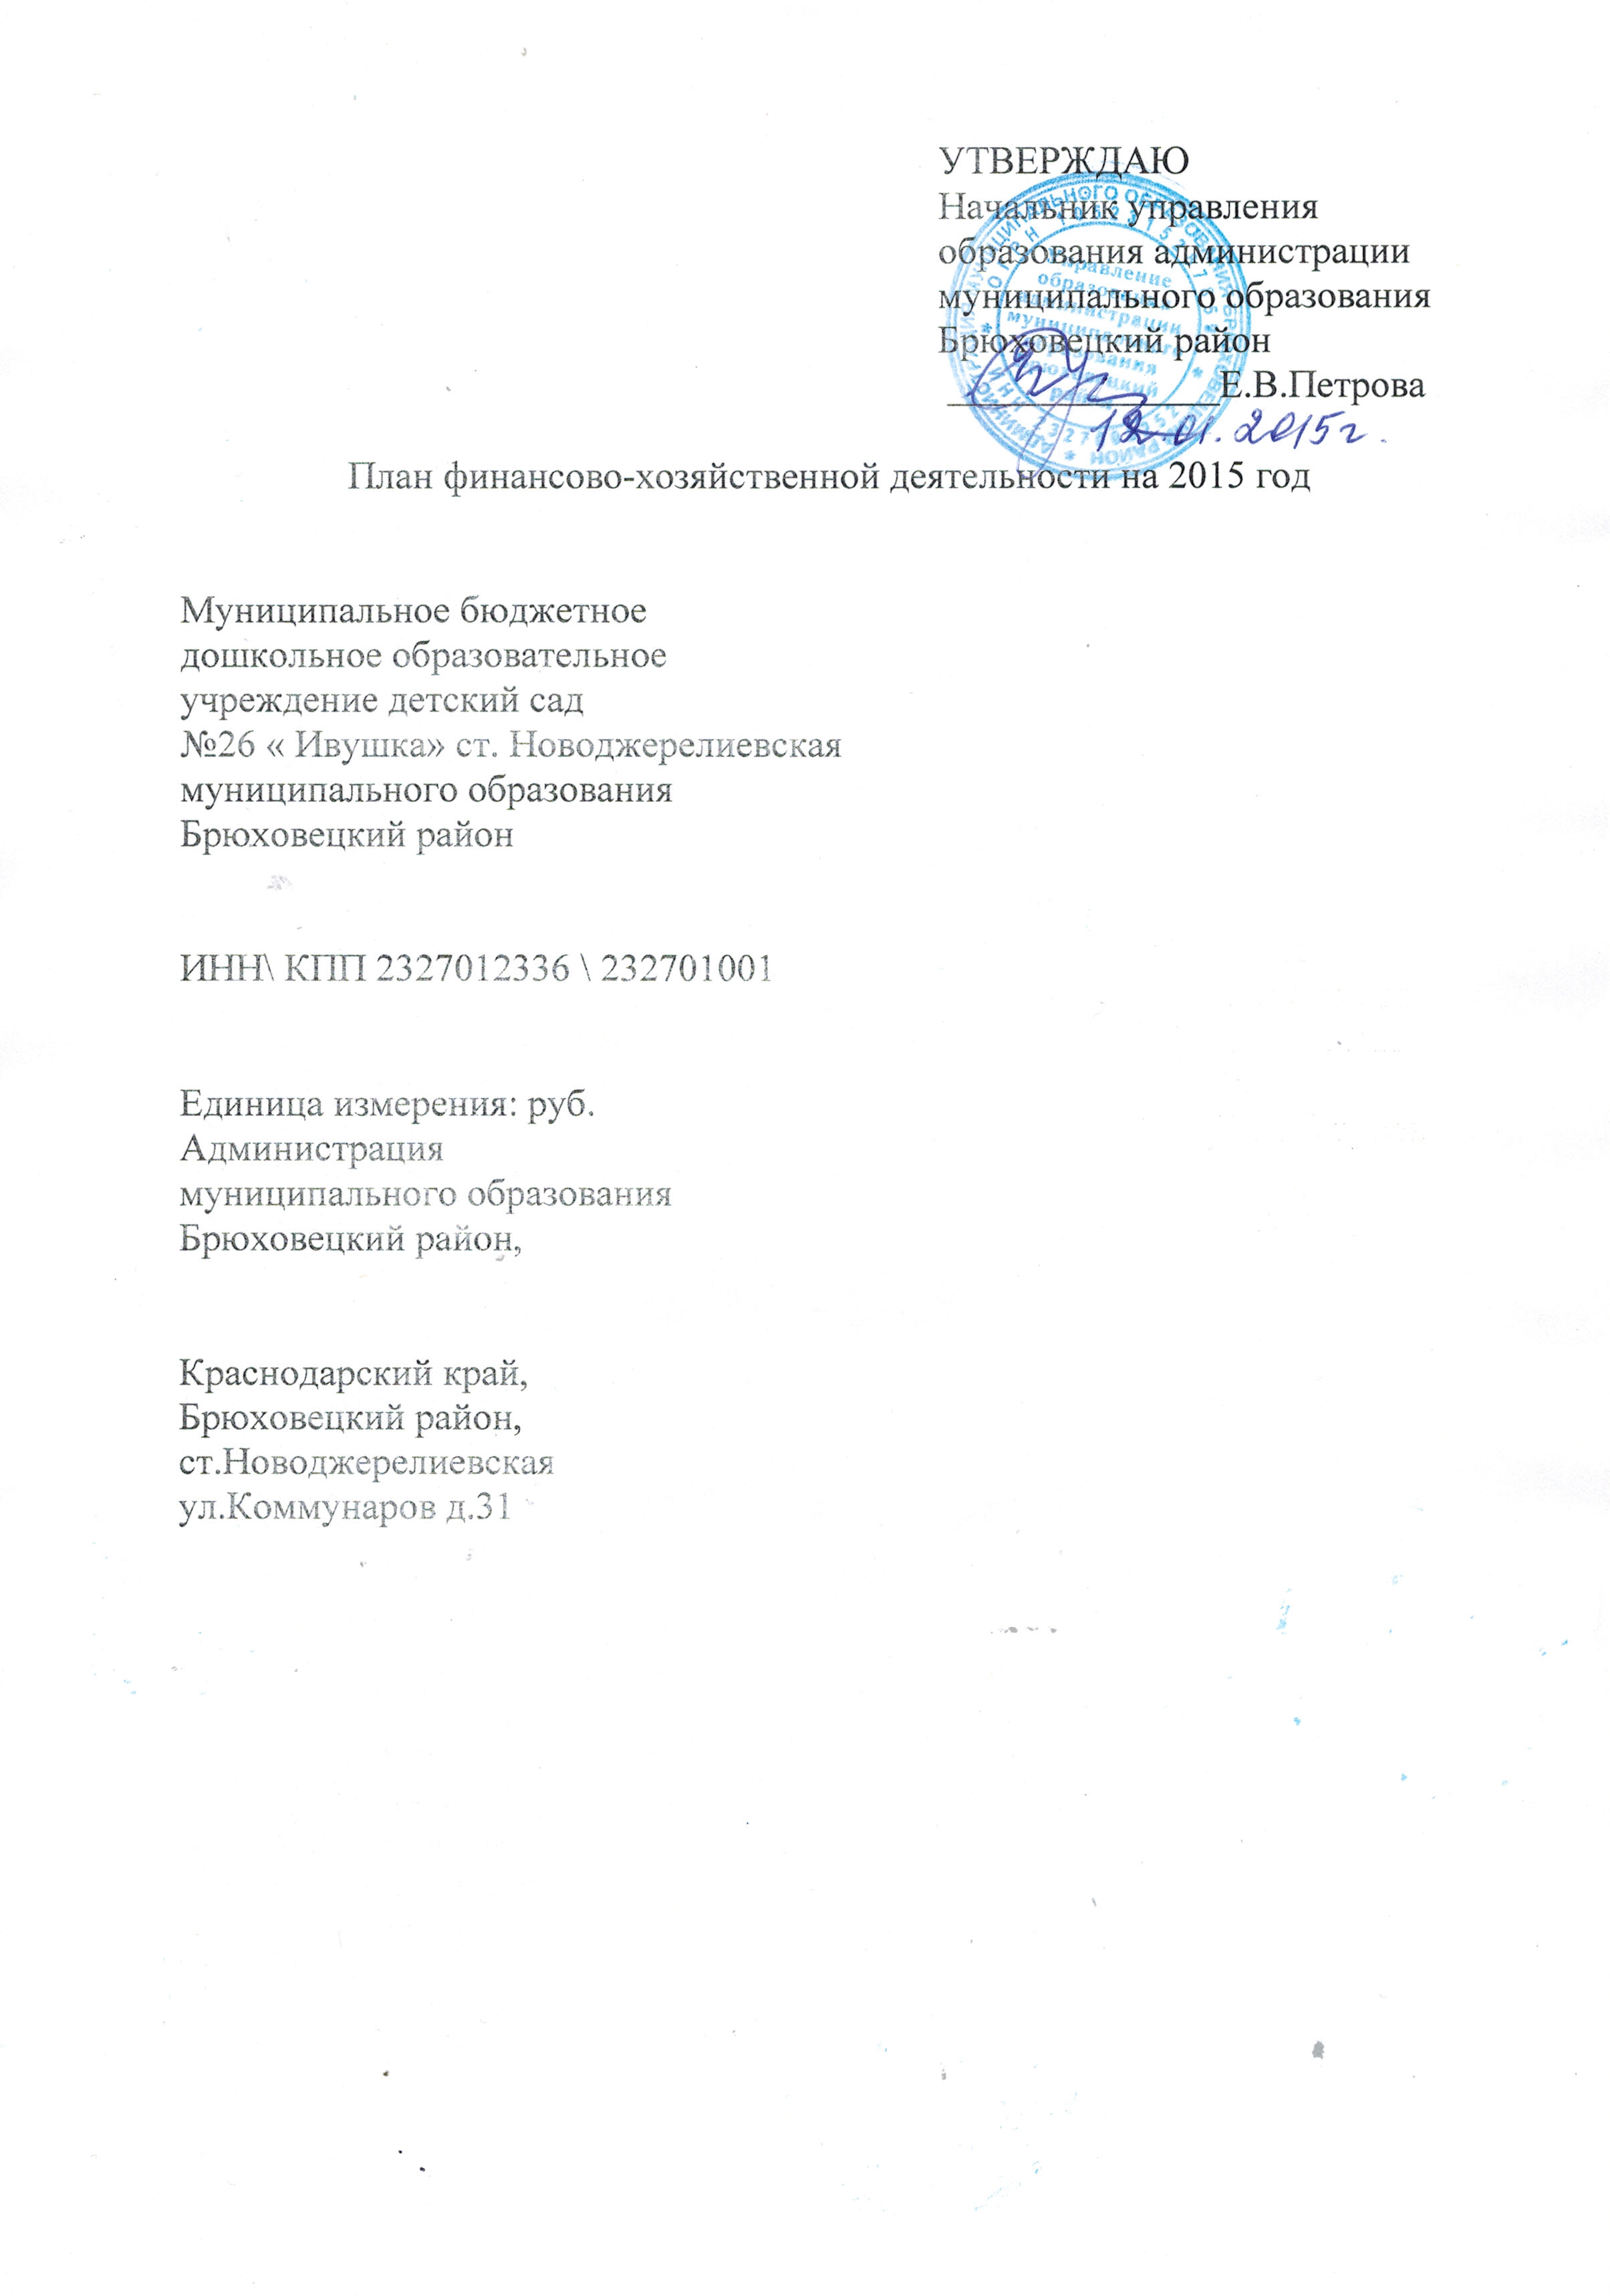 УТВЕРЖДАЮ
Начальник управления
образования администрации
муниципального образования
Брюховецкий район
Е.В.Петрова
12.01.2015г.
План финансово-хозяйственной деятельности на 2015 год
Муниципальное бюджетное
дошкольное образовательное
учреждение детский сад
№26 « Ивушка» ст. Новоджерелиевская
муниципального образования
Брюховецкий район
ИНН\ КПП 2327012336 \ 232701001
Единица измерения: руб.
Администрация
муниципального образования
Брюховецкий район,
Краснодарский край,
Брюховецкий район,
ст.Новоджерелиевская
ул.Коммунаров д.31